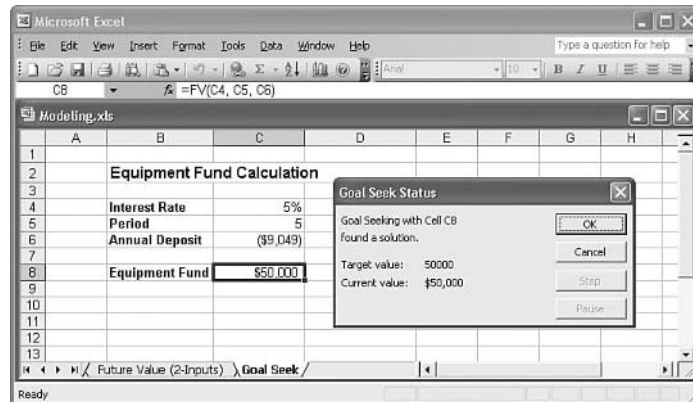 Microsoft Excel
File Edit View Insert Format Tools Data Window Help Type a question for help
Arial 10 B I U
C8 fx =FV(C4, C5, C6)
Modeling.xls
A B C D E F G H
1
2 Equipment Fund Calculation
3
4 Interest Rate 5%
5 Period 5
6 Annual Deposit ($9,049)
7
8 Equipment Fund $50,000
9
10
11
12
13
Goal Seek Status
Goal Seeking with Cell C8
found a solution.
Target value: 50000
Current value: $50,000
OK
Cancel
Step
Pause
Future Value (2-Inputs) Goal Seek
Ready